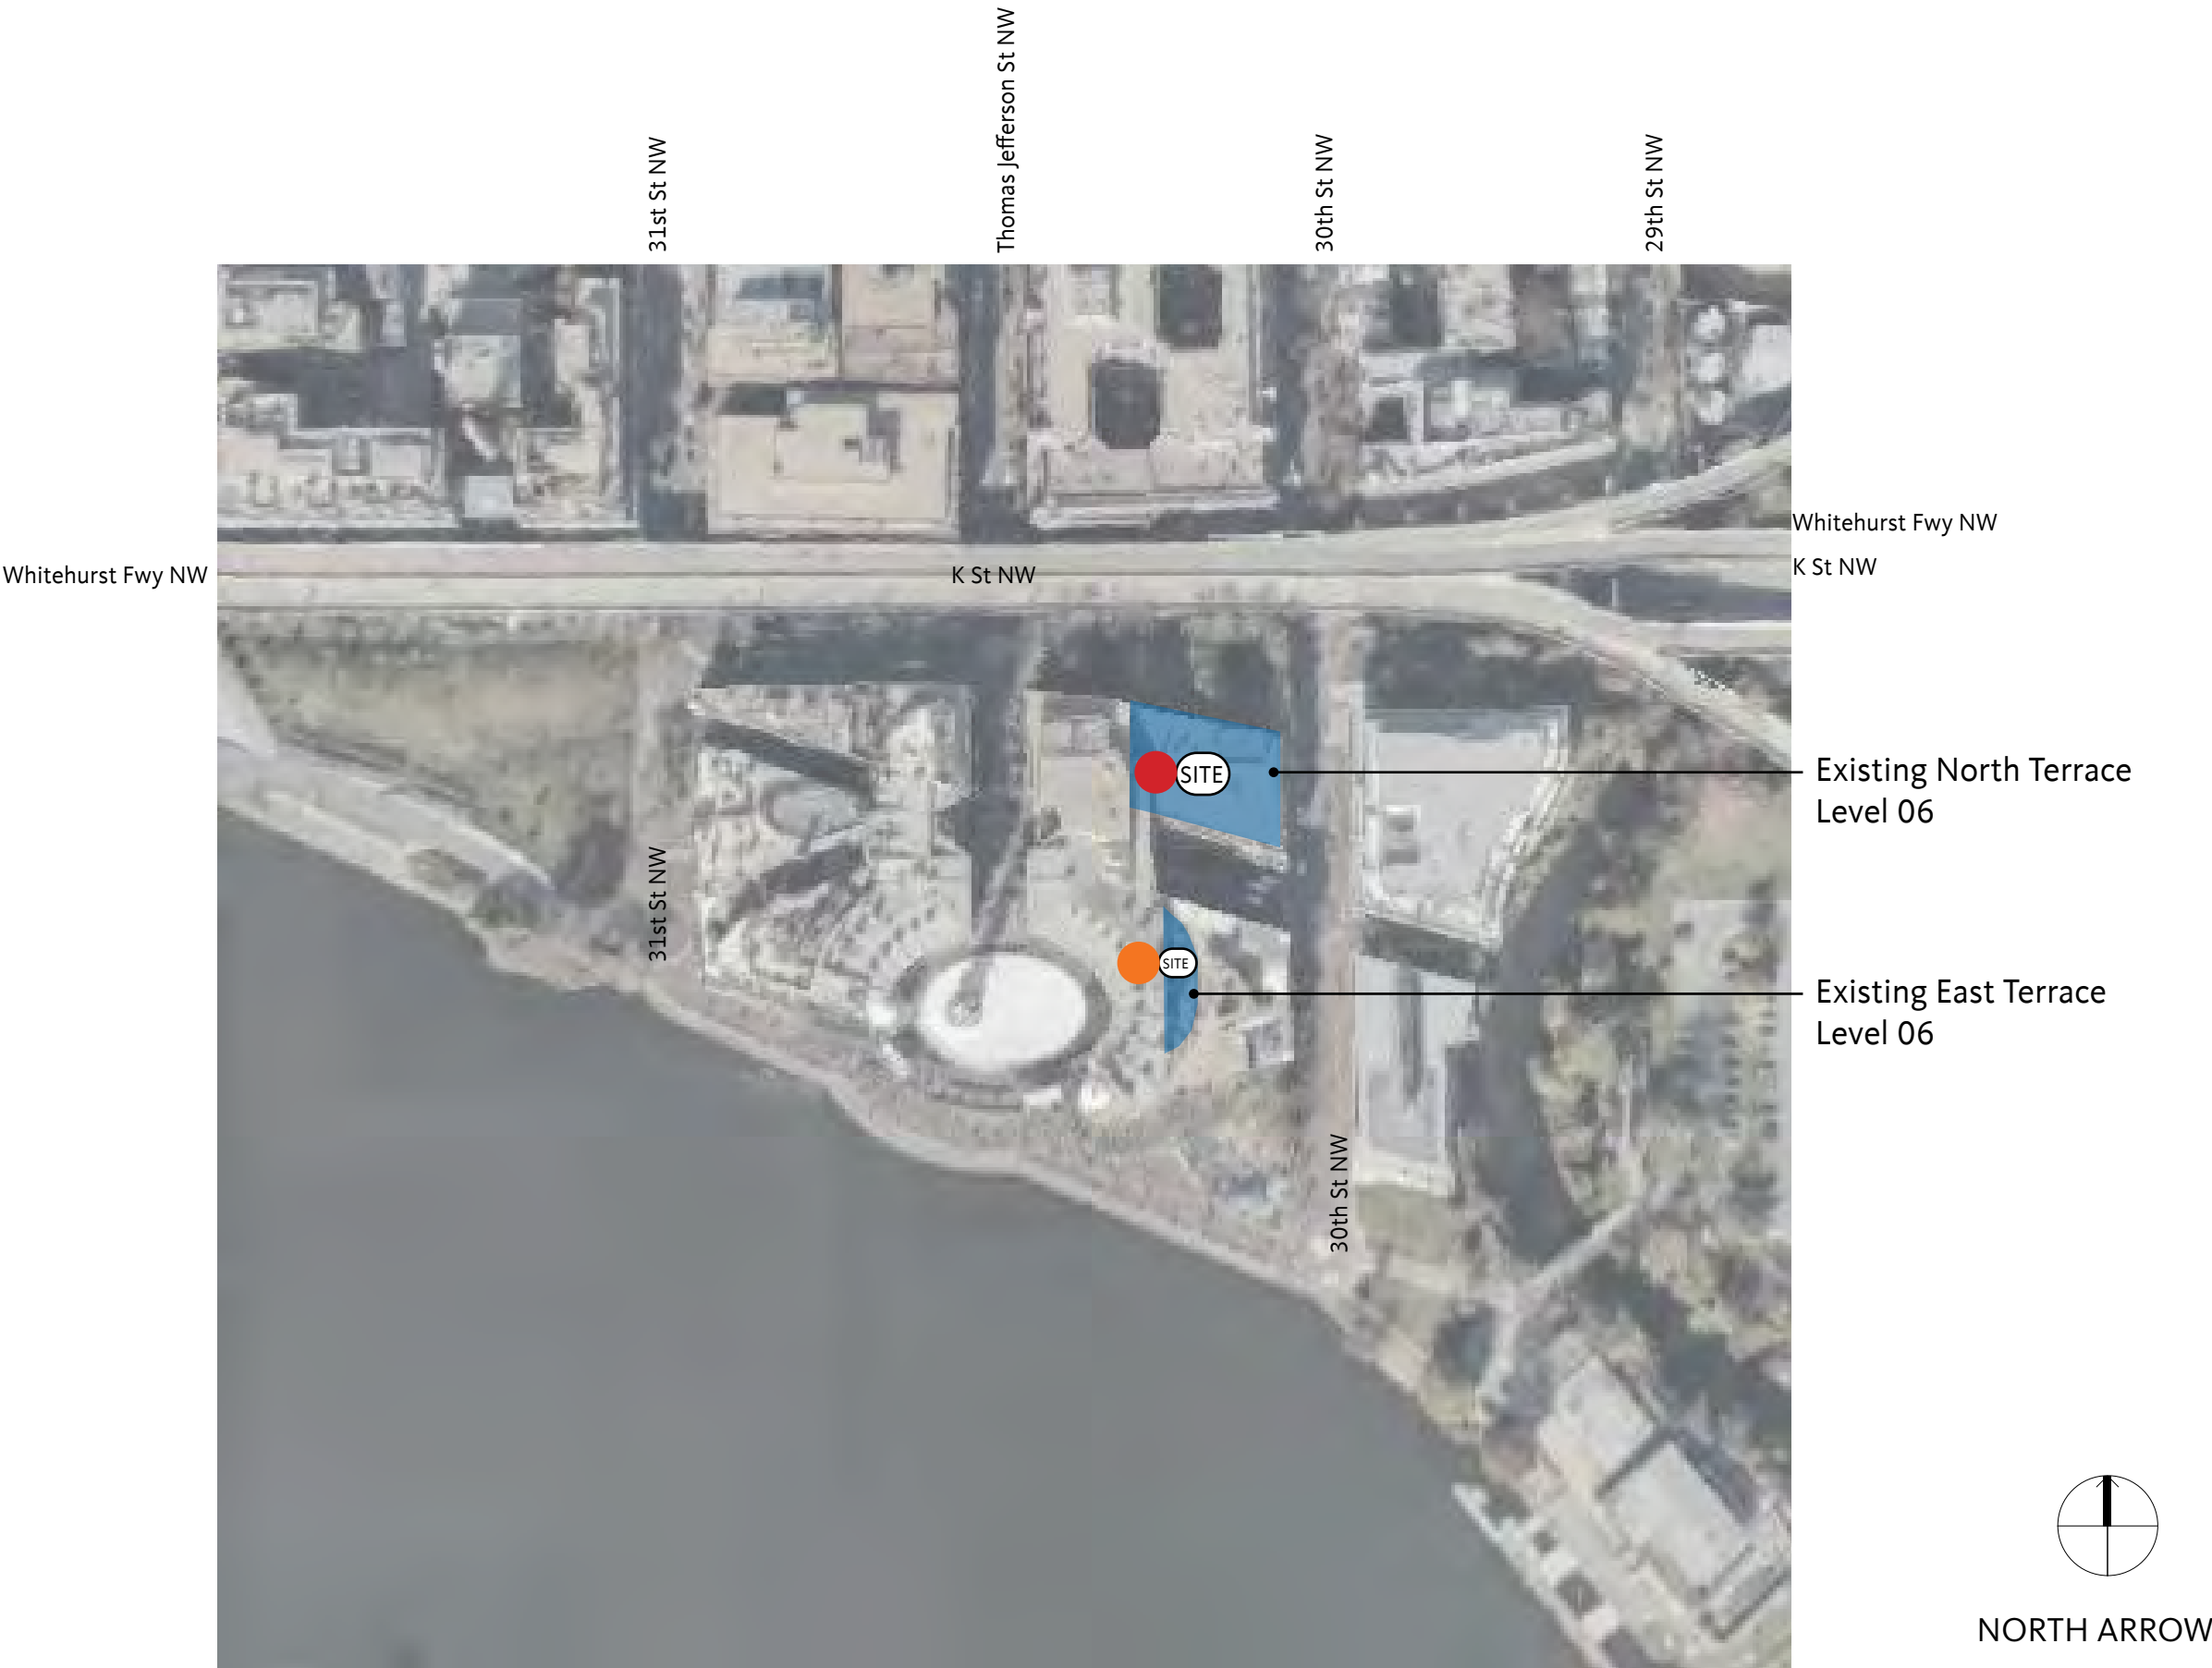 31st St NW
Thomas Jefferson St NW
30th St NW
29th St NW
Whitehurst Fwy NW
Whitehurst Fwy NW
K St NW
K St NW
SITE
Existing North Terrace
Level 06
31st St NW
SITE
Existing East Terrace
Level 06
30th St NW
NORTH ARROW